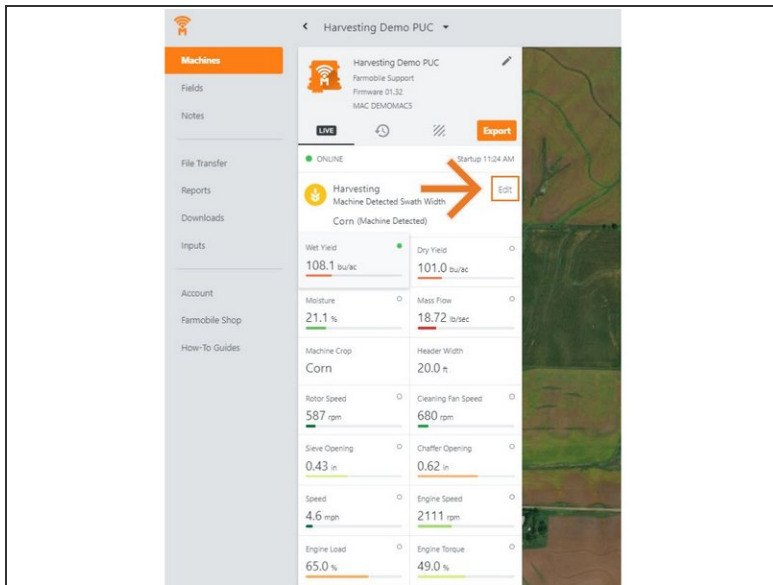 Harvesting Demo PUC
Machines
Fields
Notes
File Transfer
Reports
Downloads
Inputs
Account
Farmobile Shop
How-To Guides
Harvesting Demo PUC
Farmobile Support
Firmware 01.32
MAC DEMOMAC5
LIVE
Export
ONLINE
Startup 11:24 AM
Harvesting
Edit
Machine Detected Swath Width
Corn (Machine Detected)
Wet Yield
108.1 bu/ac
Dry Yield
101.0 bu/ac
Moisture
21.1 %
Mass Flow
18.72 lb/sec
Machine Crop
Corn
Header Width
20.0 ft
Rotor Speed
587 rpm
Cleaning Fan Speed
680 rpm
Sieve Opening
0.43 in
Chaffer Opening
0.62 in
Speed
4.6 mph
Engine Speed
2111 rpm
Engine Load
65.0 %
Engine Torque
49.0 %